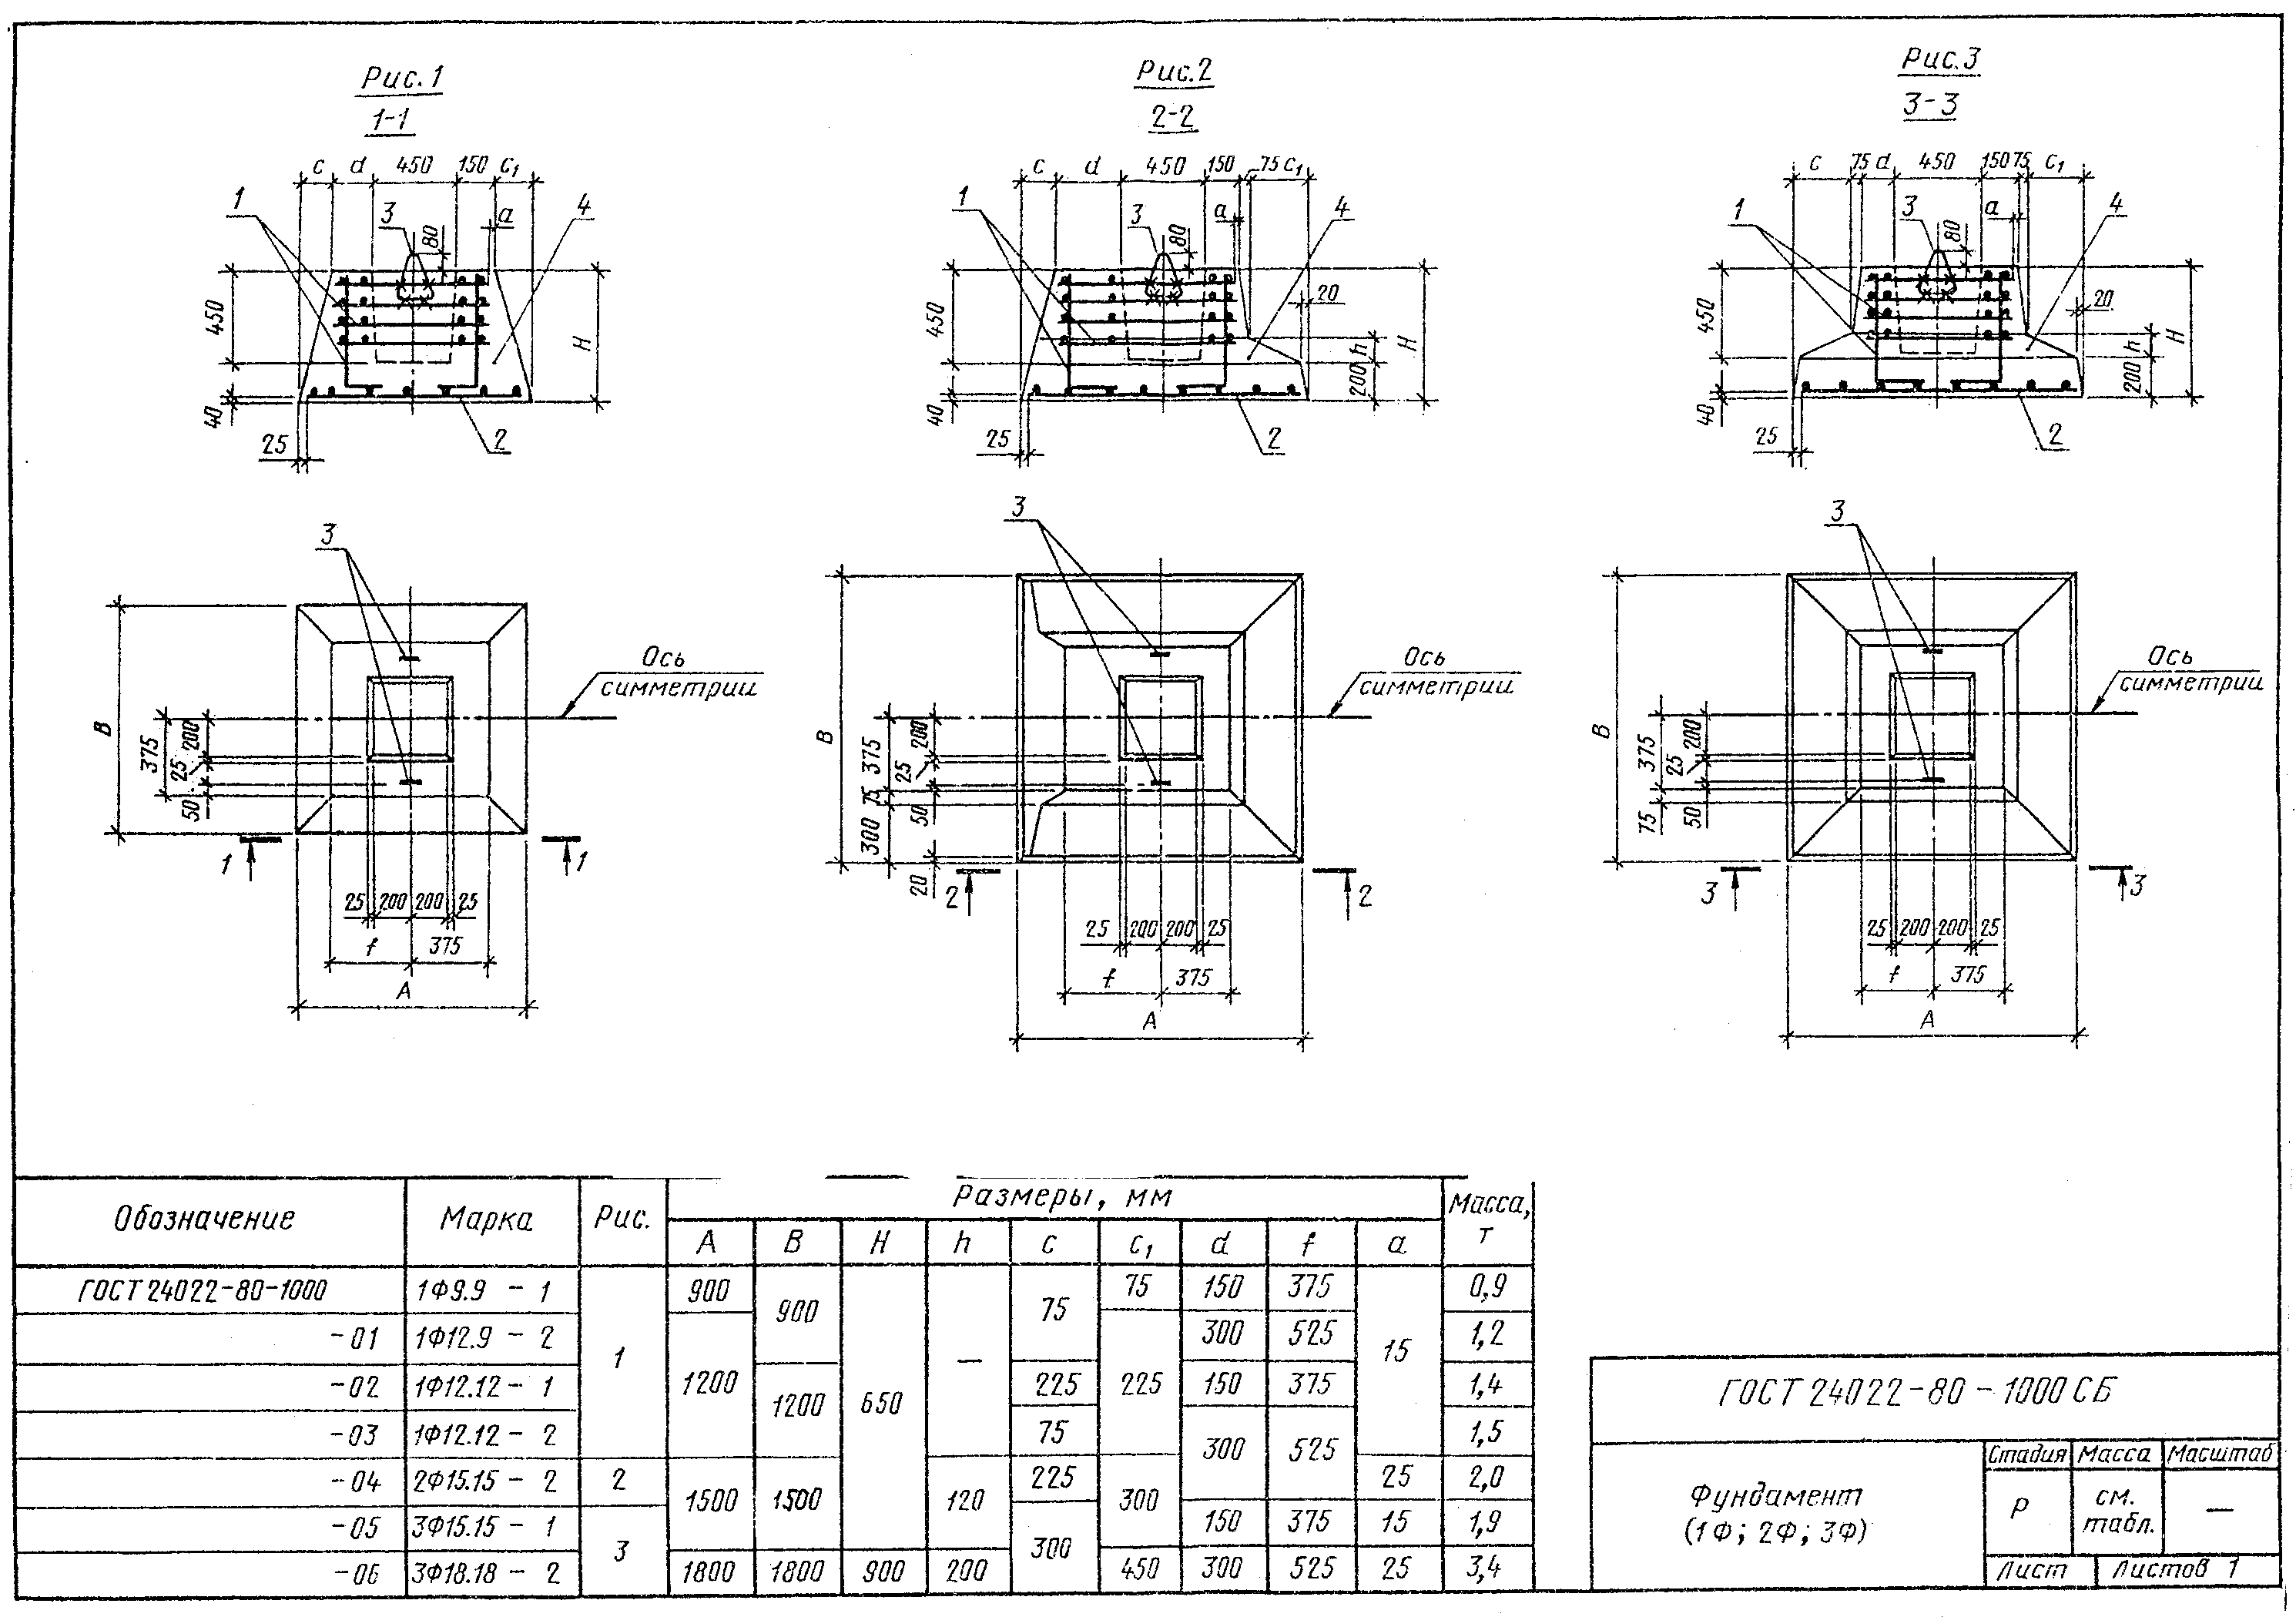 Рис.1
1-1
c d 450 150 c₁
1 3 80 a 4
450 H
40
25 2
Рис.2
2-2
c d 450 150 75 c₁
1 3 80 a 4
20
450 h H
200
40
25 2
Рис.3
3-3
c 75 d 450 150 75 c₁
1 3 80 a 4
20
450 h H
200
40
25 2
3
Ось
симметрии
B 375 200 25 50
1 1
25 200 200 25
f 375
A
3
Ось
симметрии
B 375 200 25
75 50
300
20
2 2
25 200 200 25
f 375
A
3
Ось
симметрии
B 375 200 25
75 50
3 3
25 200 200 25
f 375
A
Обозначение Марка Рис. Размеры, мм Масса, т
A B H h c c₁ d f a
ГОСТ 24022-80-1000 1Ф9.9 - 1 1 900 900 650 — 75 75 150 375 15 0,9
-01 1Ф12.9 - 2 1200 225 300 525 1,2
-02 1Ф12.12 - 1 1200 225 150 375 1,4
-03 1Ф12.12 - 2 75 300 525 1,5
-04 2Ф15.15 - 2 2 1500 1500 120 225 300 25 2,0
-05 3Ф15.15 - 1 3 300 150 375 15 1,9
-06 3Ф18.18 - 2 1800 1800 900 200 450 300 525 25 3,4
ГОСТ 24022-80-1000 СБ
Фундамент
(1Ф; 2Ф; 3Ф)
Стадия Масса Масштаб
Р см. табл. —
Лист Листов 1